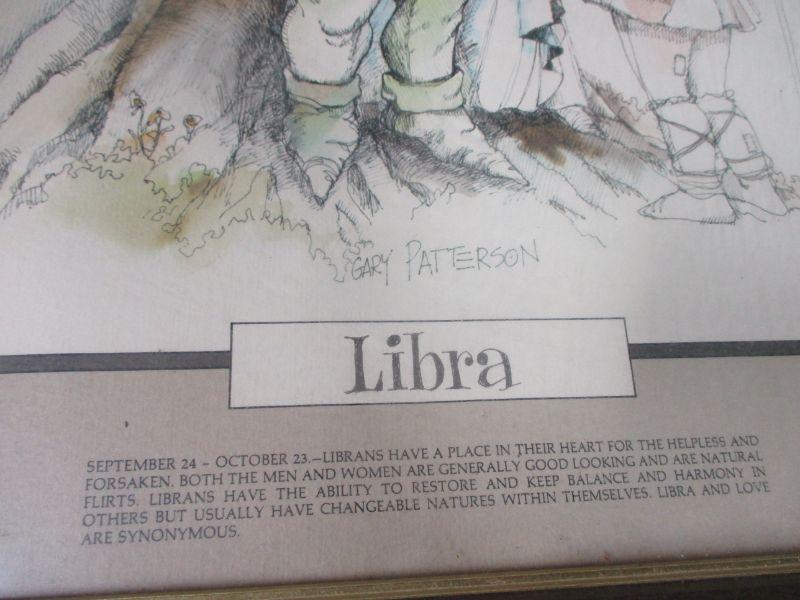 GARY PATTERSON
Libra
SEPTEMBER 24 – OCTOBER 23.—LIBRANS HAVE A PLACE IN THEIR HEART FOR THE HELPLESS AND
FORSAKEN. BOTH THE MEN AND WOMEN ARE GENERALLY GOOD LOOKING AND ARE NATURAL
FLIRTS. LIBRANS HAVE THE ABILITY TO RESTORE AND KEEP BALANCE AND HARMONY IN
OTHERS BUT USUALLY HAVE CHANGEABLE NATURES WITHIN THEMSELVES. LIBRA AND LOVE
ARE SYNONYMOUS.